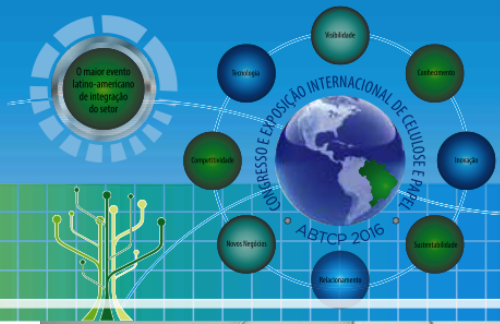 O maior evento
latino-americano
de integração
do setor
Visibilidade
Tecnologia
Conhecimento
CONGRESSO E EXPOSIÇÃO INTERNACIONAL DE CELULOSE E PAPEL
Competitividade
Inovação
ABTCP 2016
Novos Negócios
Sustentabilidade
Relacionamento